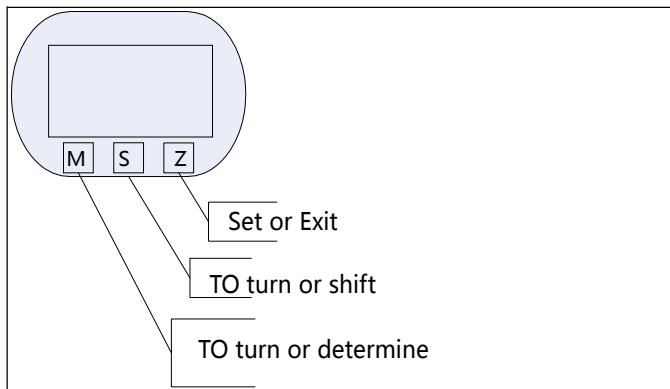 M S Z
Set or Exit
TO turn or shift
TO turn or determine